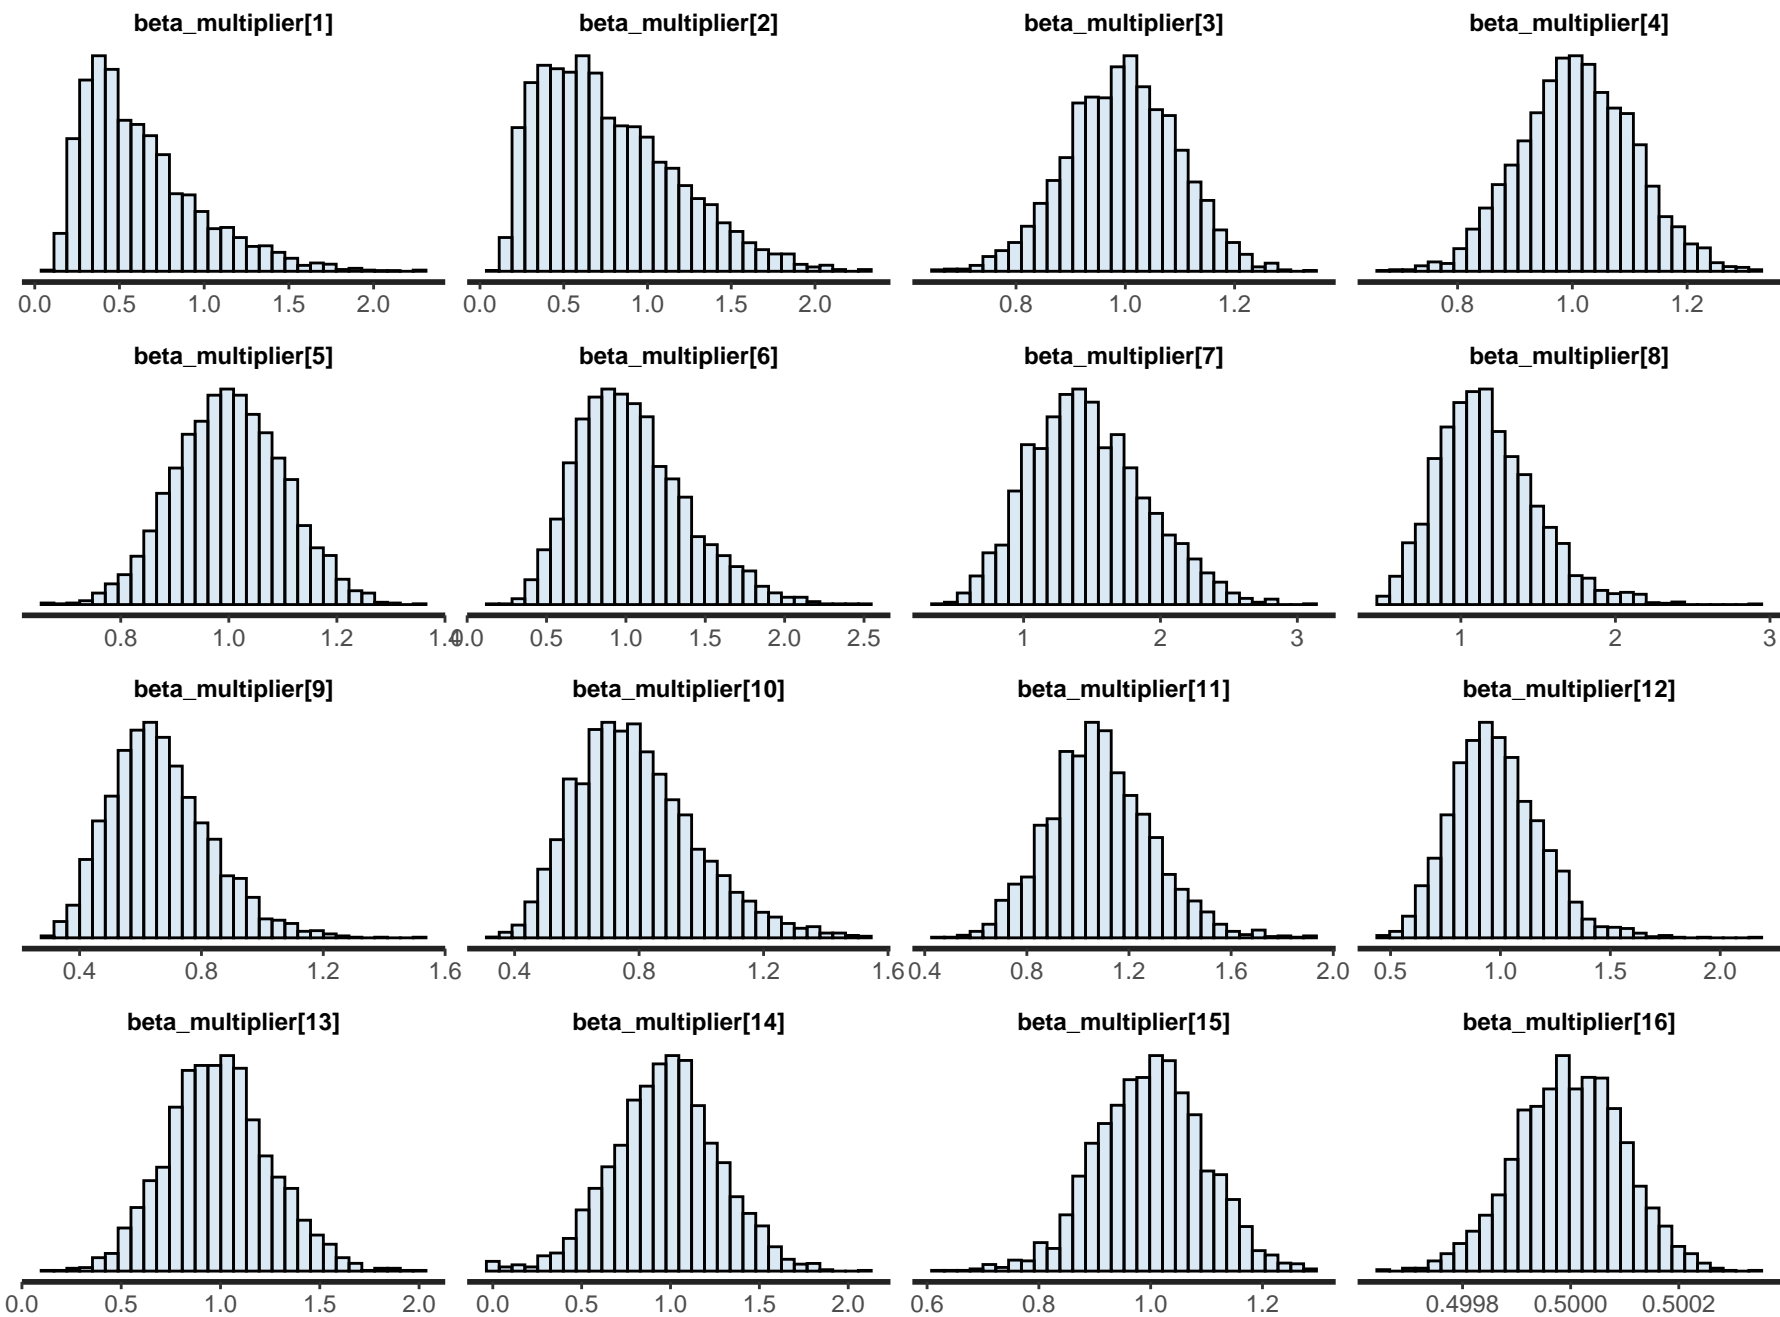 beta_multiplier[1] beta_multiplier[2] beta_multiplier[3] beta_multiplier[4]
0.0 0.5 1.0 1.5 2.0 0.0 0.5 1.0 1.5 2.0 0.8 1.0 1.2 0.8 1.0 1.2
beta_multiplier[5] beta_multiplier[6] beta_multiplier[7] beta_multiplier[8]
0.8 1.0 1.2 1.4 0.0 0.5 1.0 1.5 2.0 2.5 1 2 3 1 2 3
beta_multiplier[9] beta_multiplier[10] beta_multiplier[11] beta_multiplier[12]
0.4 0.8 1.2 1.6 0.4 0.8 1.2 1.6 0.4 0.8 1.2 1.6 2.0 0.5 1.0 1.5 2.0
beta_multiplier[13] beta_multiplier[14] beta_multiplier[15] beta_multiplier[16]
0.0 0.5 1.0 1.5 2.0 0.0 0.5 1.0 1.5 2.0 0.6 0.8 1.0 1.2 0.4998 0.5000 0.5002